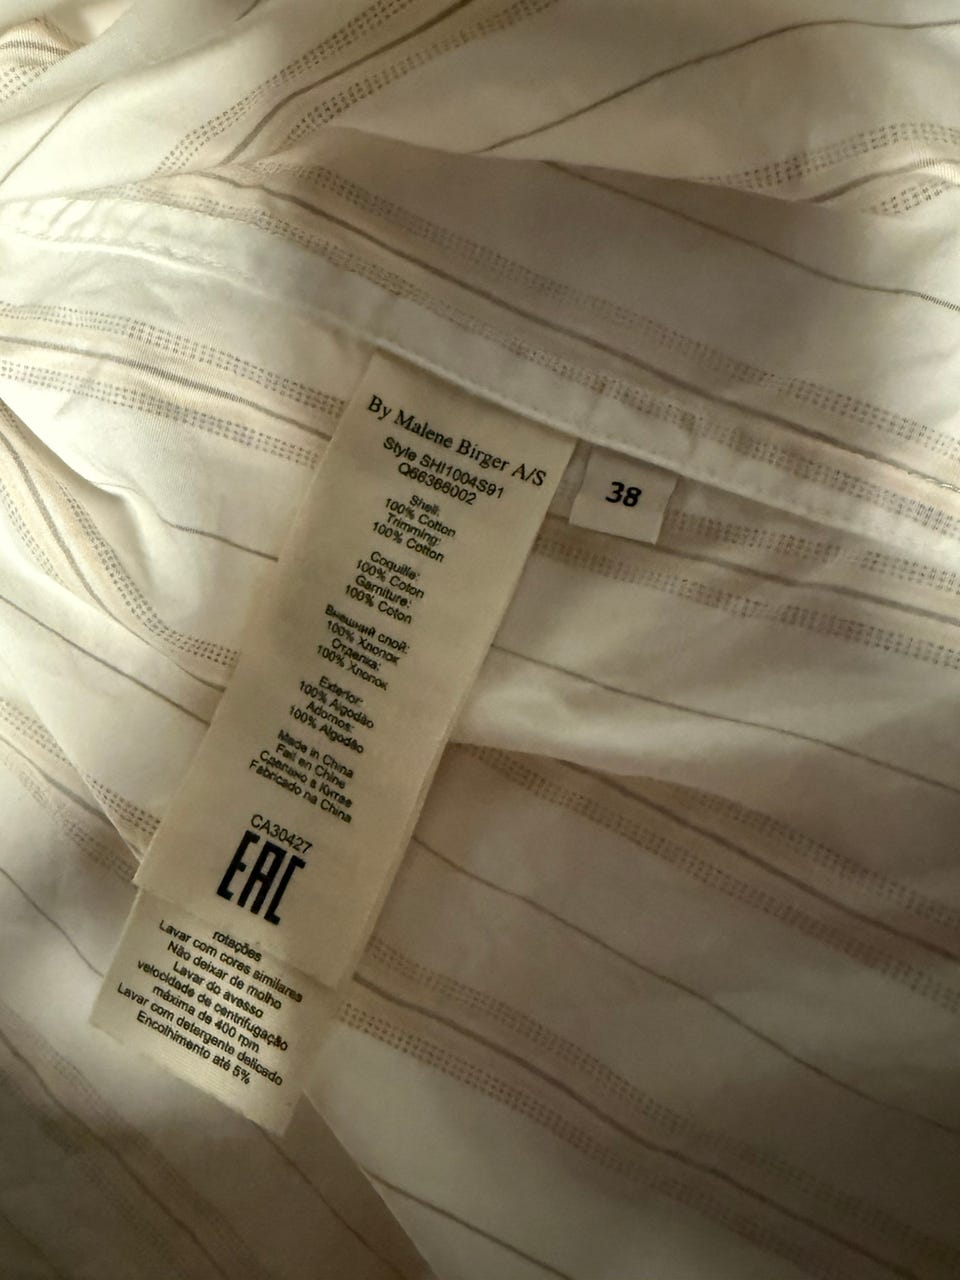 By Malene Birger A/S
Style SHI1004S91
Q66366002
Shell:
100% Cotton
Trimming:
100% Cotton
Coquille:
100% Coton
Garniture:
100% Coton
Внешний слой:
100% Хлопок
Отделка:
100% Хлопок
Exterior:
100% Algodão
Adornos:
100% Algodão
Made in China
Fait en Chine
Сделано в Китае
Fabricado na China
CA30427
EAC
rotações
Lavar com cores similares
Não deixar de molho
Lavar do avesso
velocidade de centrifugação
máxima de 400 rpm
Lavar com detergente delicado
Encolhimento até 5%
38